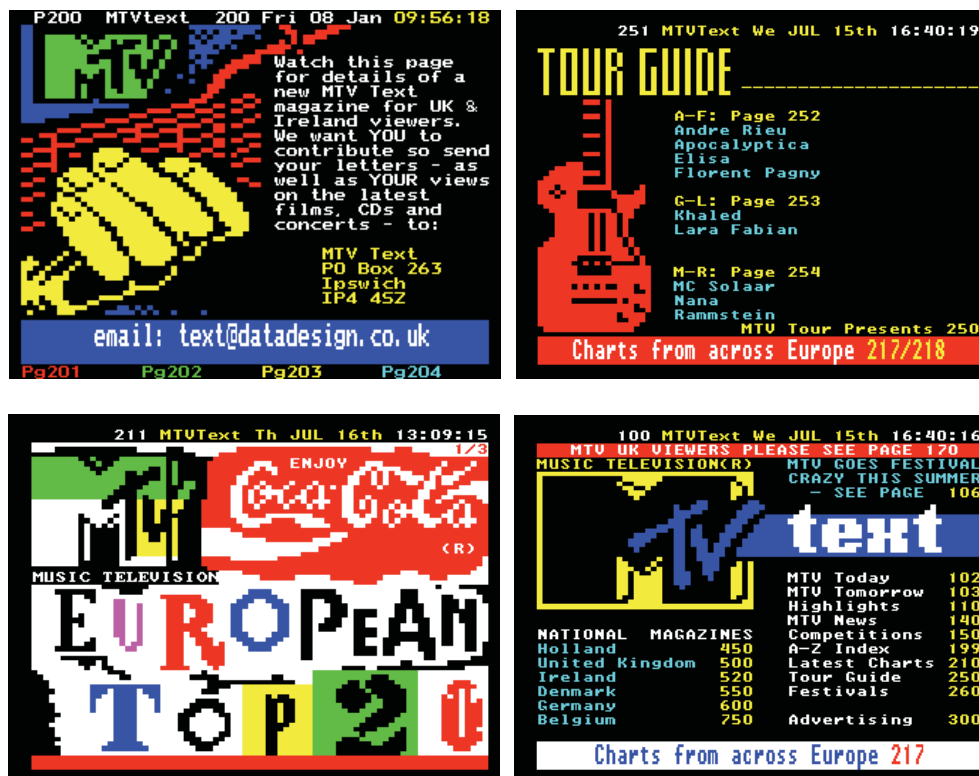 P200 MTVtext 200 Fri 08 Jan 09:56:18
MTV
Watch this page
for details of a
new MTV Text
magazine for UK &
Ireland viewers.
We want YOU to
contribute so send
your letters - as
well as YOUR views
on the latest
films, CDs and
concerts - to:
MTV Text
PO Box 263
Ipswich
IP4 4SZ
email: text@datadesign.co.uk
Pg201 Pg202 Pg203 Pg204
251 MTVText We JUL 15th 16:40:19
TOUR GUIDE
A-F: Page 252
Andre Rieu
Apocalyptica
Elisa
Florent Pagny
G-L: Page 253
Khaled
Lara Fabian
M-R: Page 254
MC Solaar
Nana
Rammstein
MTV Tour Presents 250
Charts from across Europe 217/218
211 MTVText Th JUL 16th 13:09:15
1/3
MTV
ENJOY
Coca-Cola
(R)
MUSIC TELEVISION
EUROPEAN
TOP 20
100 MTVText We JUL 15th 16:40:16
MTV UK VIEWERS PLEASE SEE PAGE 170
MUSIC TELEVISION(R)
MTV GOES FESTIVAL
CRAZY THIS SUMMER
- SEE PAGE 106
MTV text
MTV Today 102
MTV Tomorrow 103
Highlights 110
MTV News 140
Competitions 150
A-Z Index 199
Latest Charts 210
Tour Guide 250
Festivals 260
Advertising 300
NATIONAL MAGAZINES
Holland 450
United Kingdom 500
Ireland 520
Denmark 550
Germany 600
Belgium 750
Charts from across Europe 217